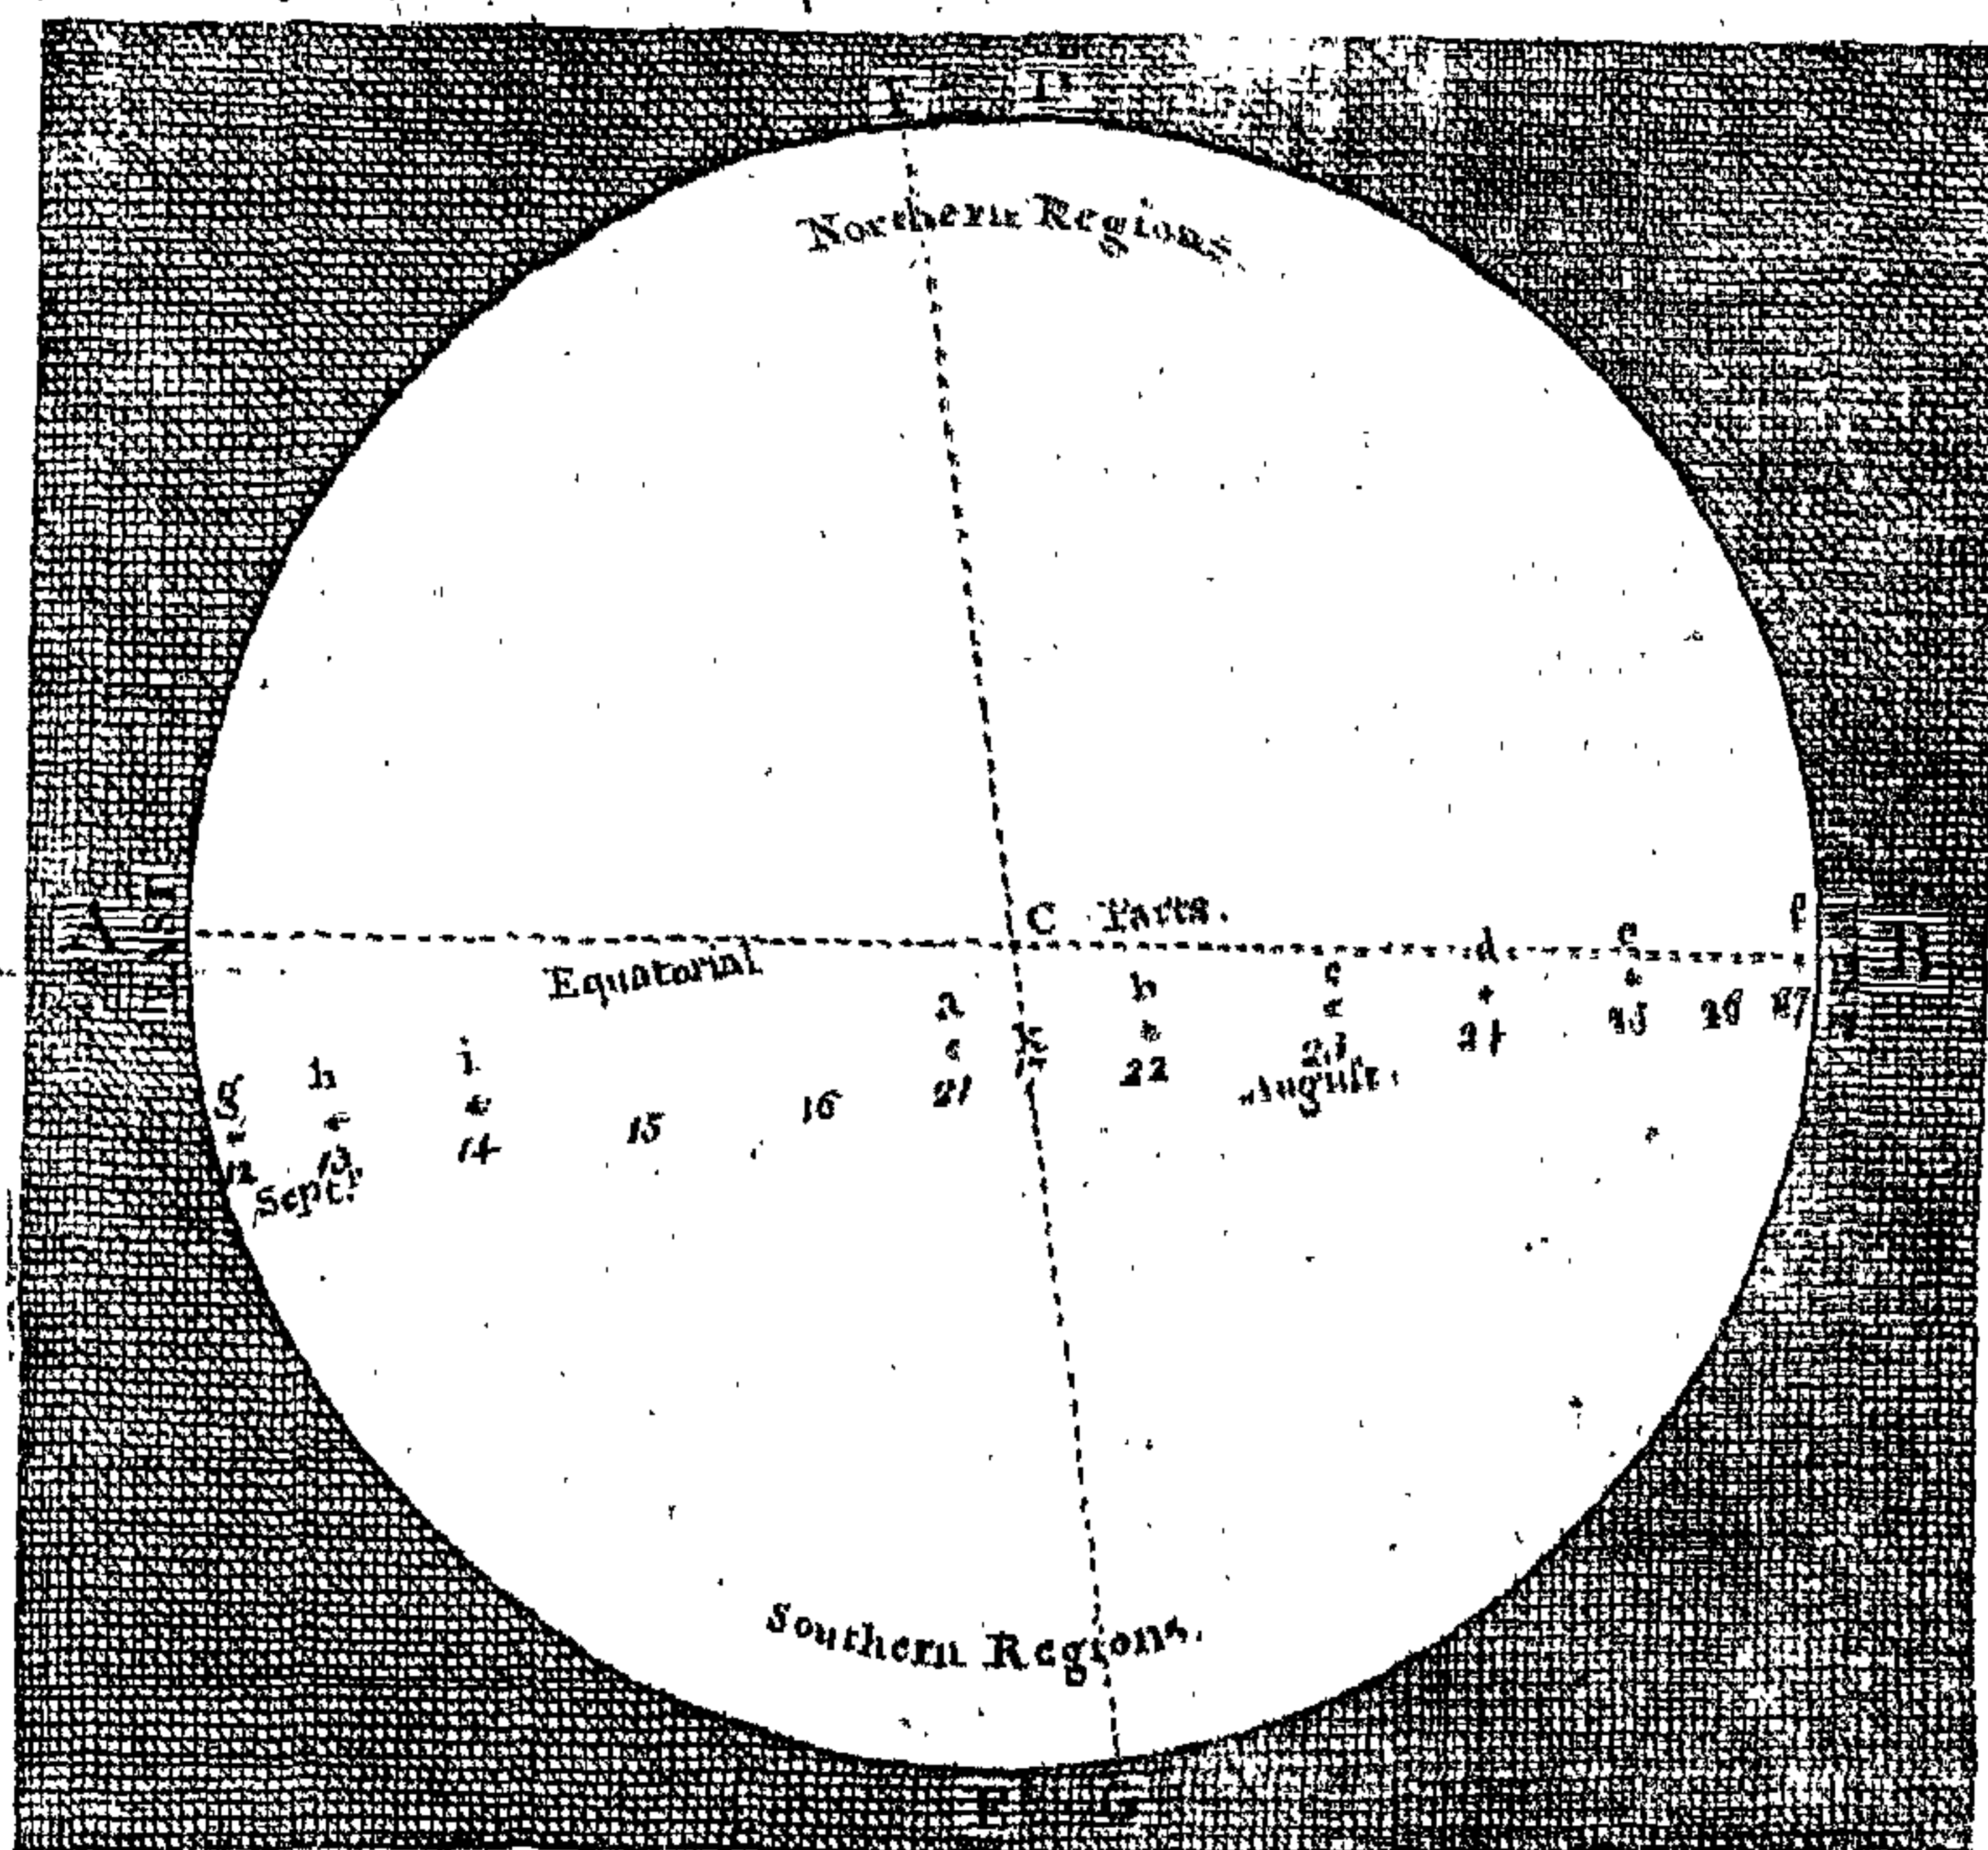 Northern Regions.
C Parts.
Equatorial
a b c d e f
g h i
21 22 23 24 25 26 27
August.
12 13 14 15 16
Sept.
Southern Regions.
F G